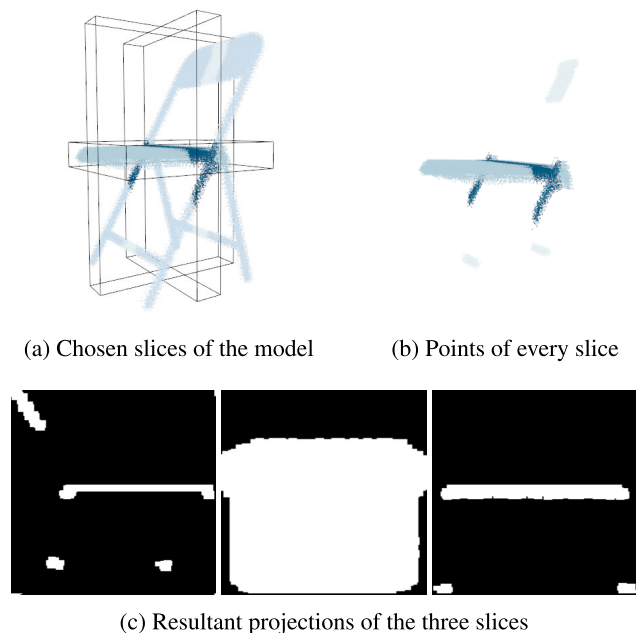 (a) Chosen slices of the model
(b) Points of every slice
(c) Resultant projections of the three slices